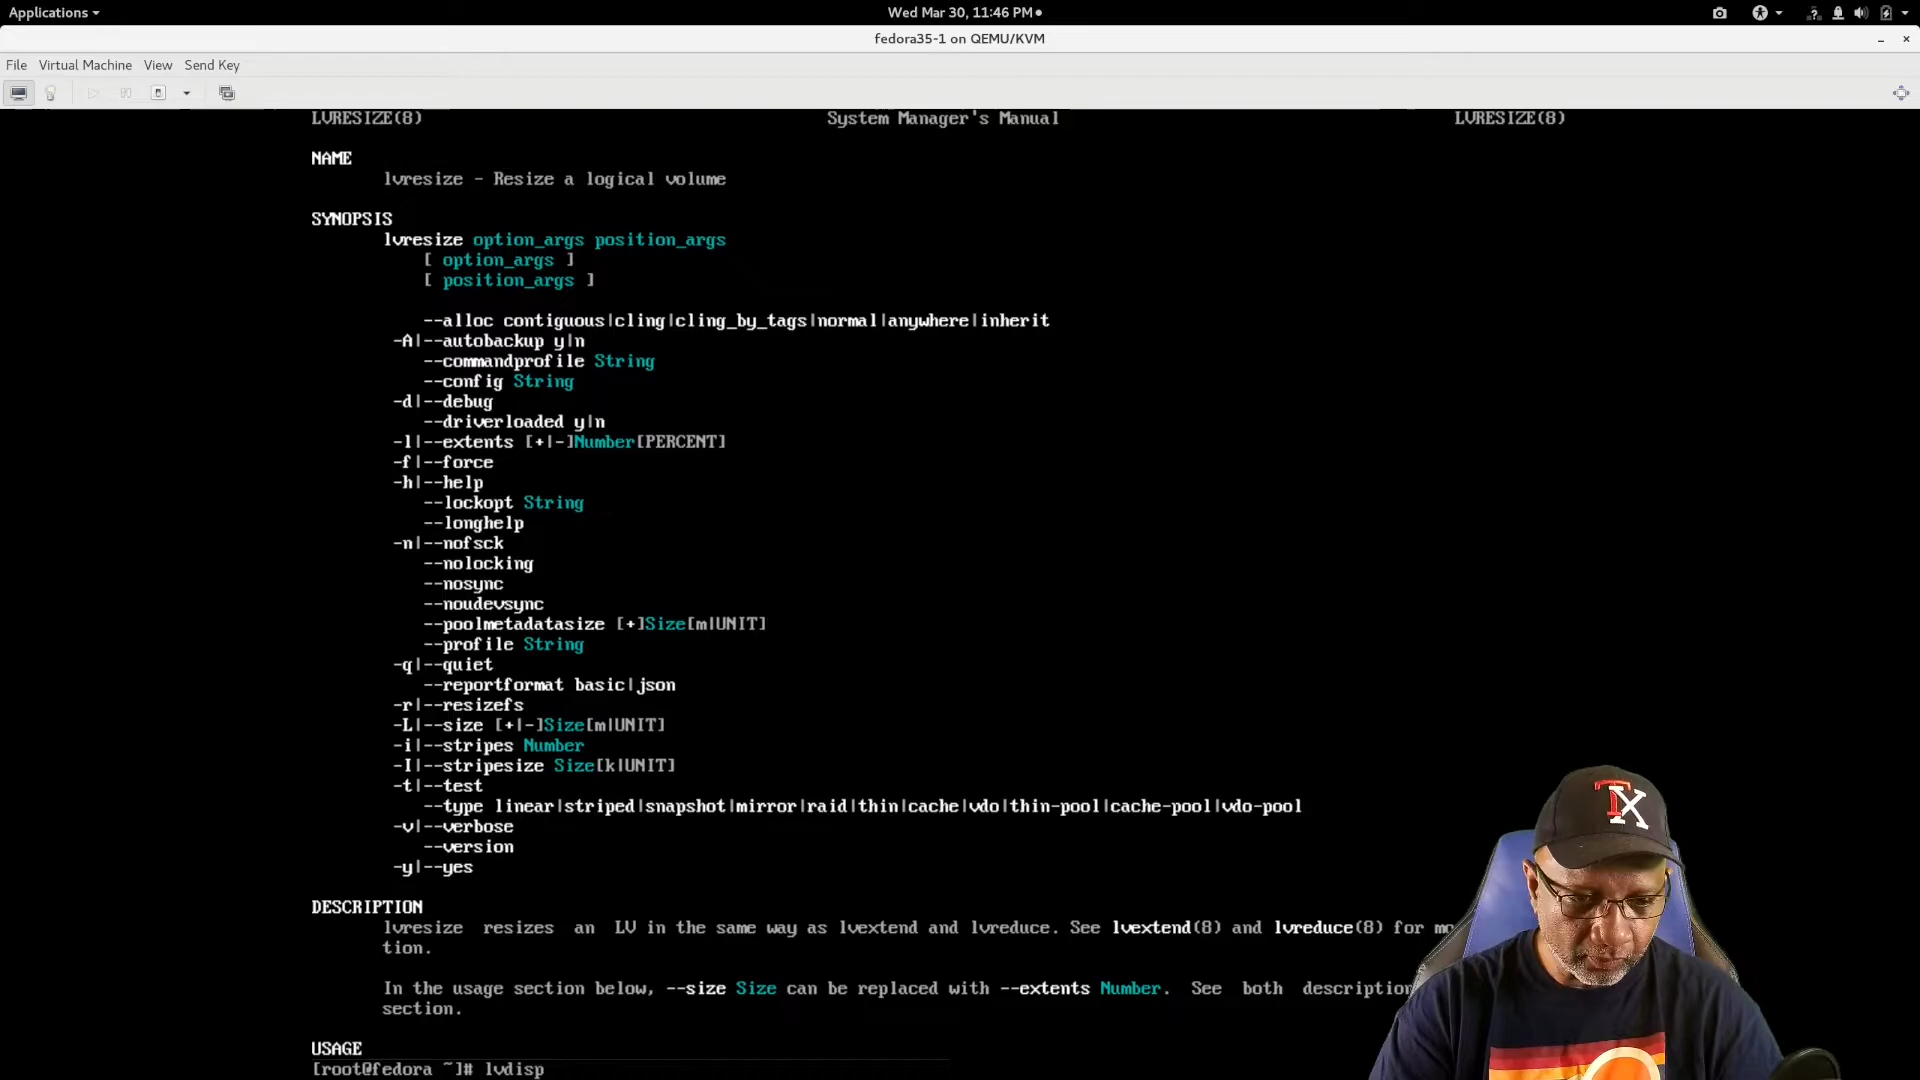 Applications
Wed Mar 30, 11:46 PM
fedora35-1 on QEMU/KVM
File Virtual Machine View Send Key
LVRESIZE(8) System Manager's Manual LVRESIZE(8)
NAME
lvresize - Resize a logical volume
SYNOPSIS
lvresize option_args position_args
[ option_args ]
[ position_args ]
--alloc contiguous|cling|cling_by_tags|normal|anywhere|inherit
-A|--autobackup y|n
--commandprofile String
--config String
-d|--debug
--driverloaded y|n
-l|--extents [+|-]Number[PERCENT]
-f|--force
-h|--help
--lockopt String
--longhelp
-n|--nofsck
--nolocking
--nosync
--noudevsync
--poolmetadatasize [+]Size[m|UNIT]
--profile String
-q|--quiet
--reportformat basic|json
-r|--resizefs
-L|--size [+|-]Size[m|UNIT]
-i|--stripes Number
-I|--stripesize Size[k|UNIT]
-t|--test
--type linear|striped|snapshot|mirror|raid|thin|cache|vdo|thin-pool|cache-pool|vdo-pool
-v|--verbose
--version
-y|--yes
DESCRIPTION
lvresize resizes an LV in the same way as lvextend and lvreduce. See lvextend(8) and lvreduce(8) for
tion.
In the usage section below, --size Size can be replaced with --extents Number. See both description
section.
USAGE
[root@fedora ~]# lvdisp
TX